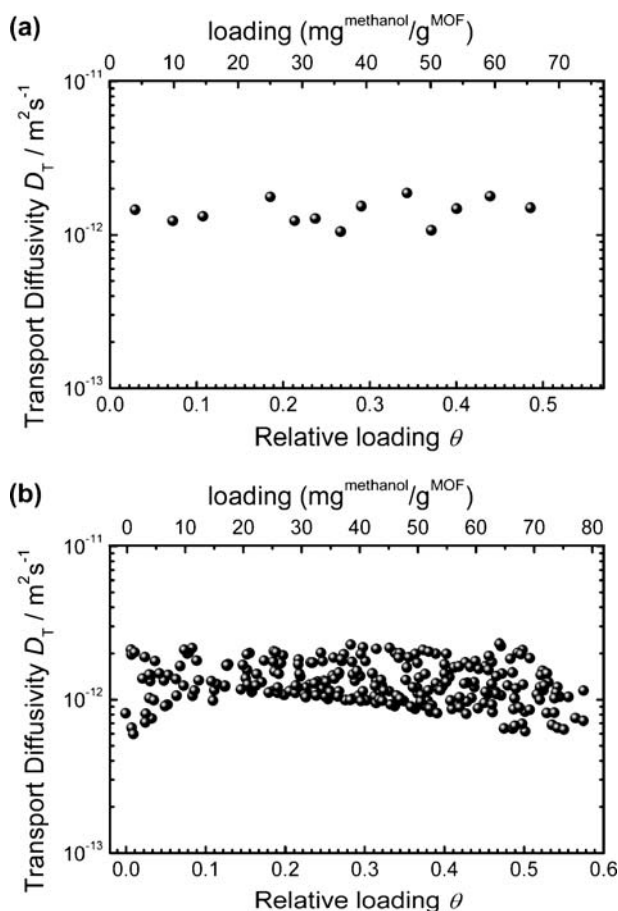 (a)
loading (mg^methanol/g^MOF)
0 10 20 30 40 50 60 70
10^-11
10^-12
10^-13
Transport Diffusivity D_T / m^2s^-1
0.0 0.1 0.2 0.3 0.4 0.5
Relative loading θ
(b)
loading (mg^methanol/g^MOF)
0 10 20 30 40 50 60 70 80
10^-11
10^-12
10^-13
Transport Diffusivity D_T / m^2s^-1
0.0 0.1 0.2 0.3 0.4 0.5 0.6
Relative loading θ